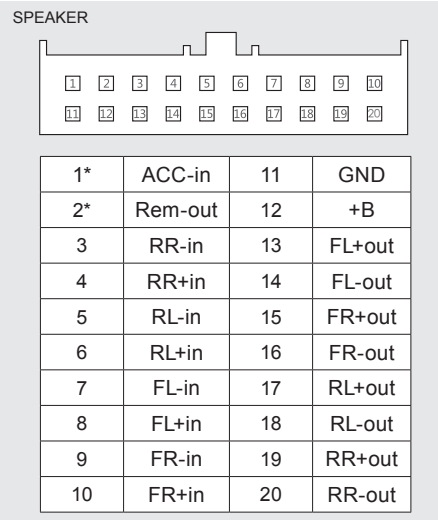 SPEAKER
1 2 3 4 5 6 7 8 9 10
11 12 13 14 15 16 17 18 19 20
1* ACC-in 11 GND
2* Rem-out 12 +B
3 RR-in 13 FL+out
4 RR+in 14 FL-out
5 RL-in 15 FR+out
6 RL+in 16 FR-out
7 FL-in 17 RL+out
8 FL+in 18 RL-out
9 FR-in 19 RR+out
10 FR+in 20 RR-out